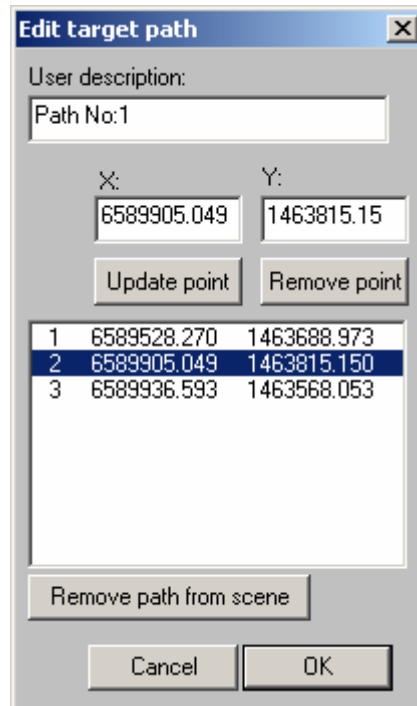 Edit target path
User description:
Path No:1
X: Y:
6589905.049 1463815.15
Update point Remove point
1 6589528.270 1463688.973
2 6589905.049 1463815.150
3 6589936.593 1463568.053
Remove path from scene
Cancel OK